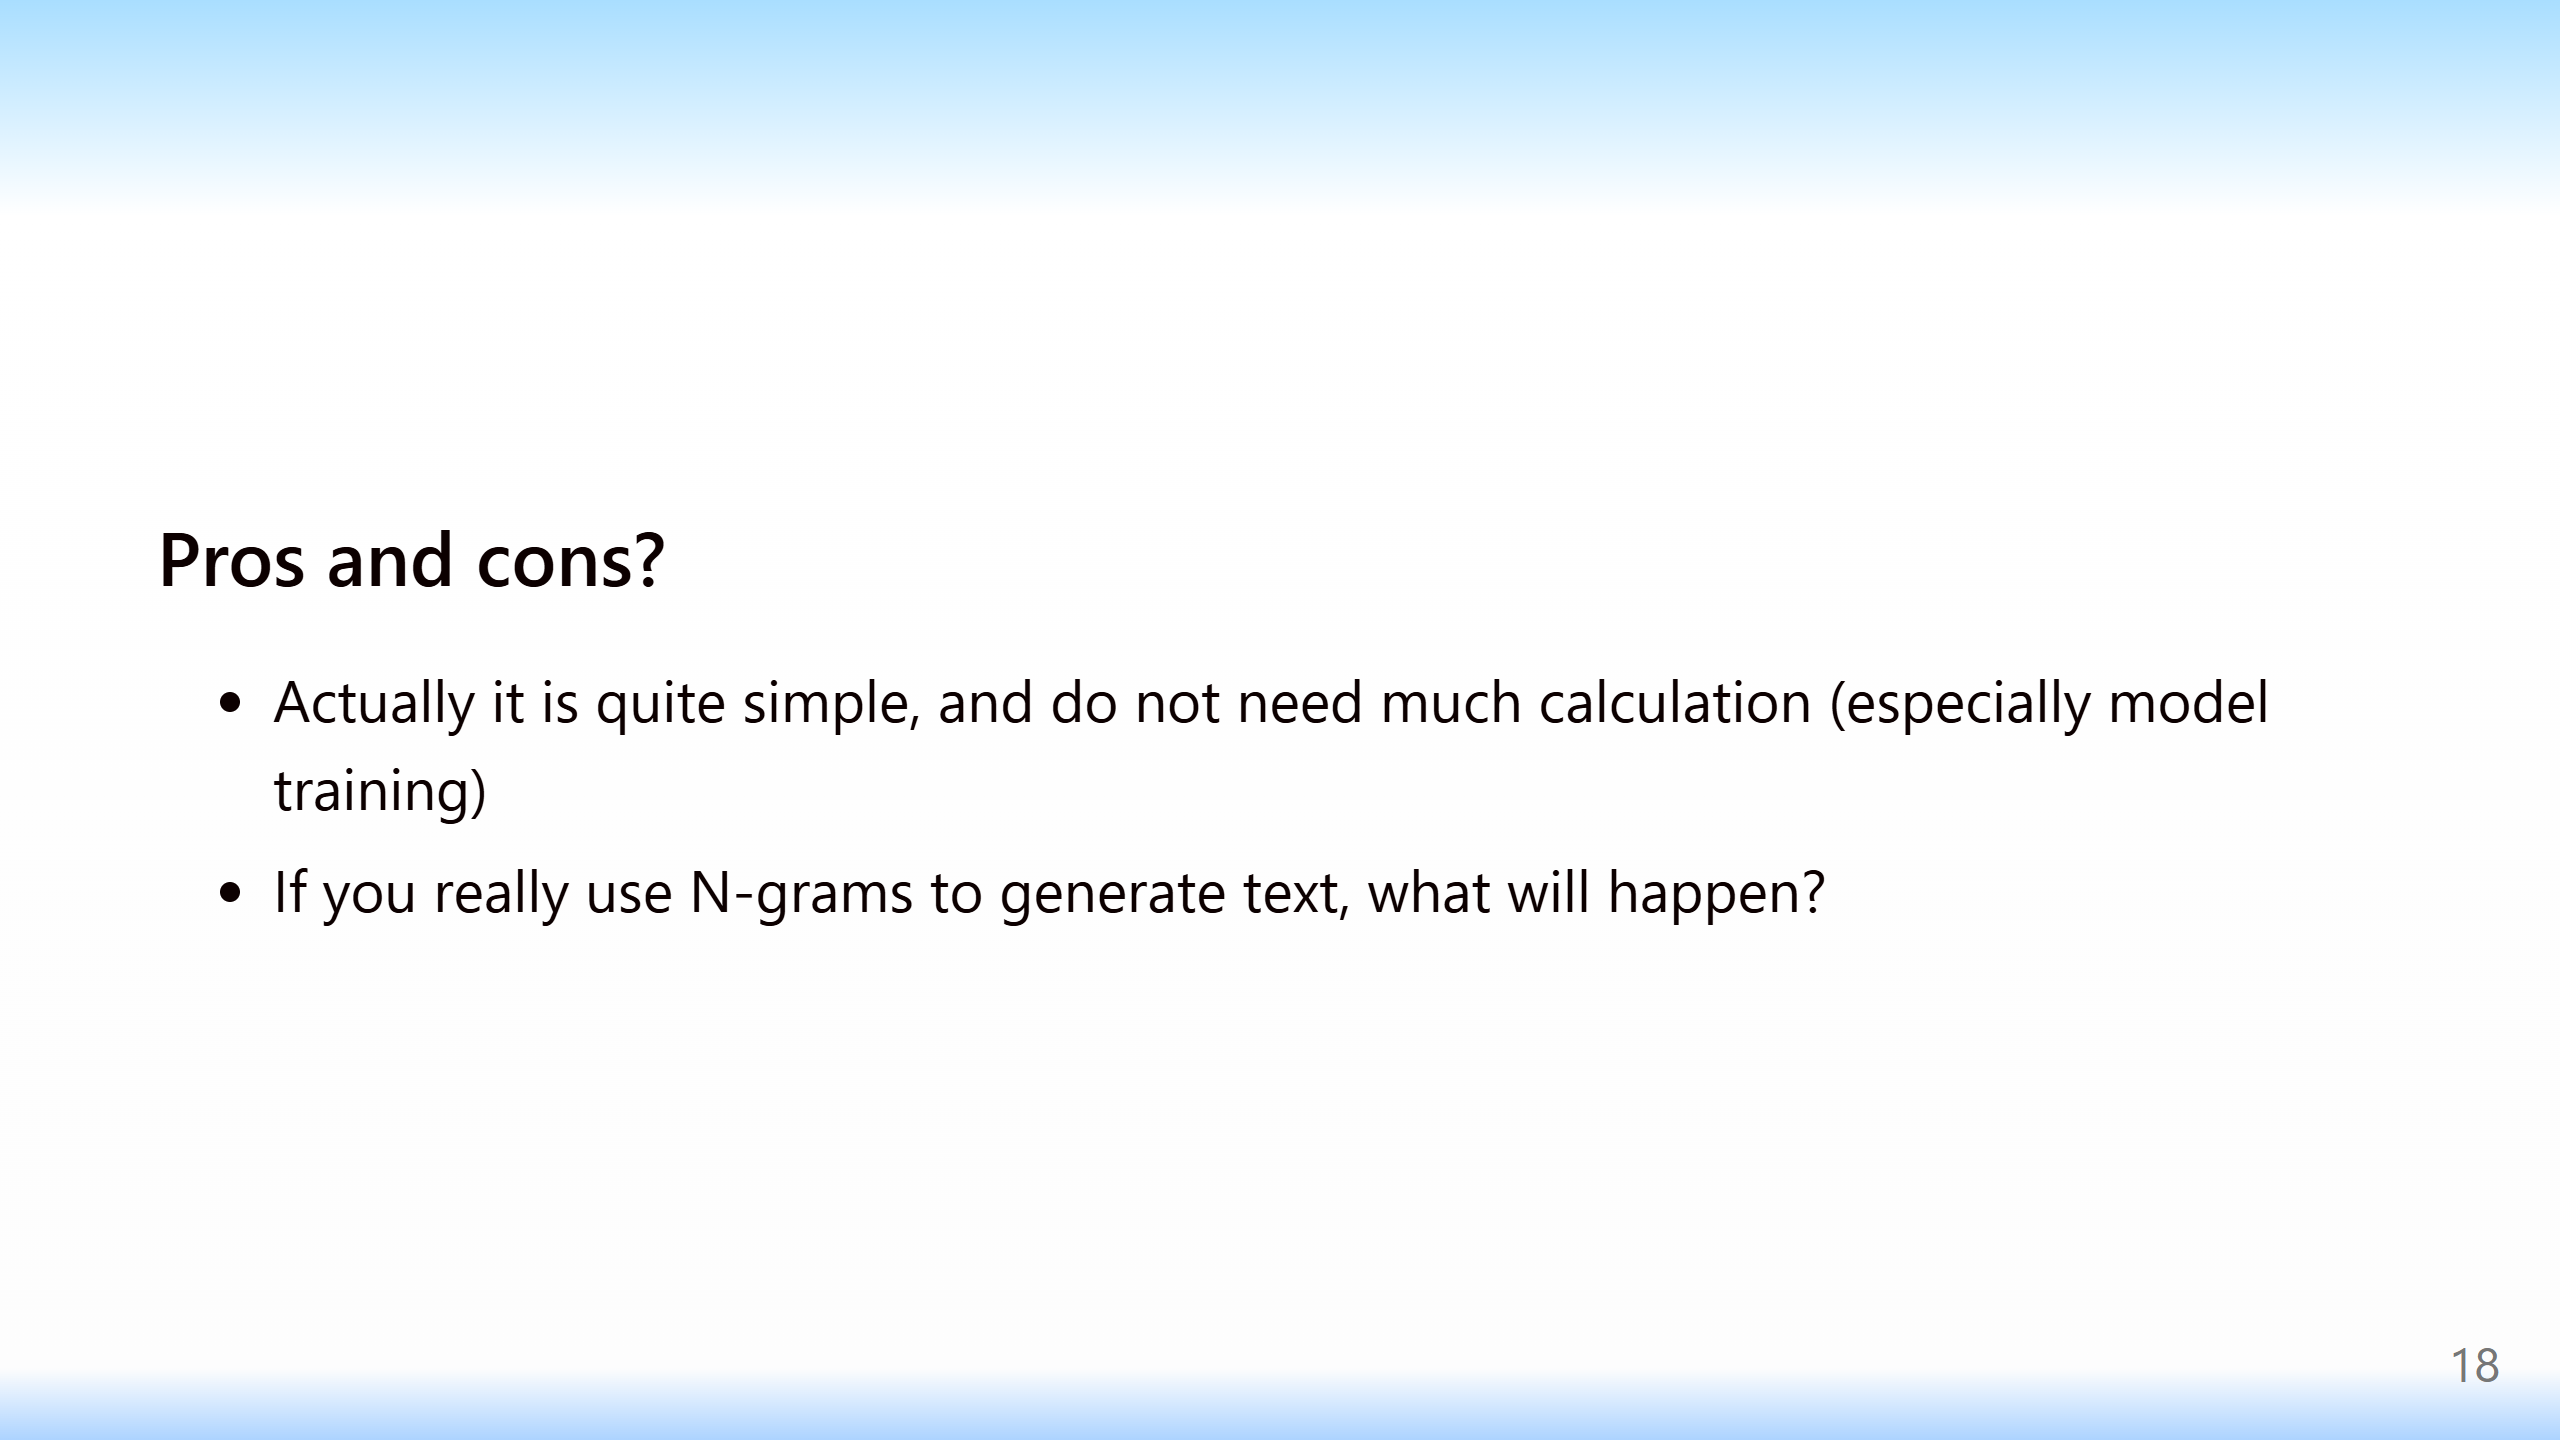 Pros and cons?
• Actually it is quite simple, and do not need much calculation (especially model
training)
• If you really use N-grams to generate text, what will happen?
18